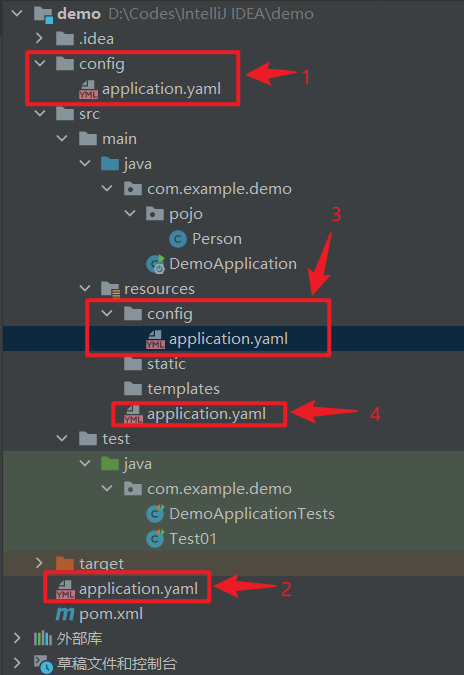 demo D:\Codes\IntelliJ IDEA\demo
.idea
config
1
YML application.yaml
src
main
java
com.example.demo
pojo
3
C Person
C DemoApplication
resources
config
YML application.yaml
static
templates
YML application.yaml
4
test
java
com.example.demo
C DemoApplicationTests
C Test01
target
YML application.yaml
2
m pom.xml
外部库
草稿文件和控制台